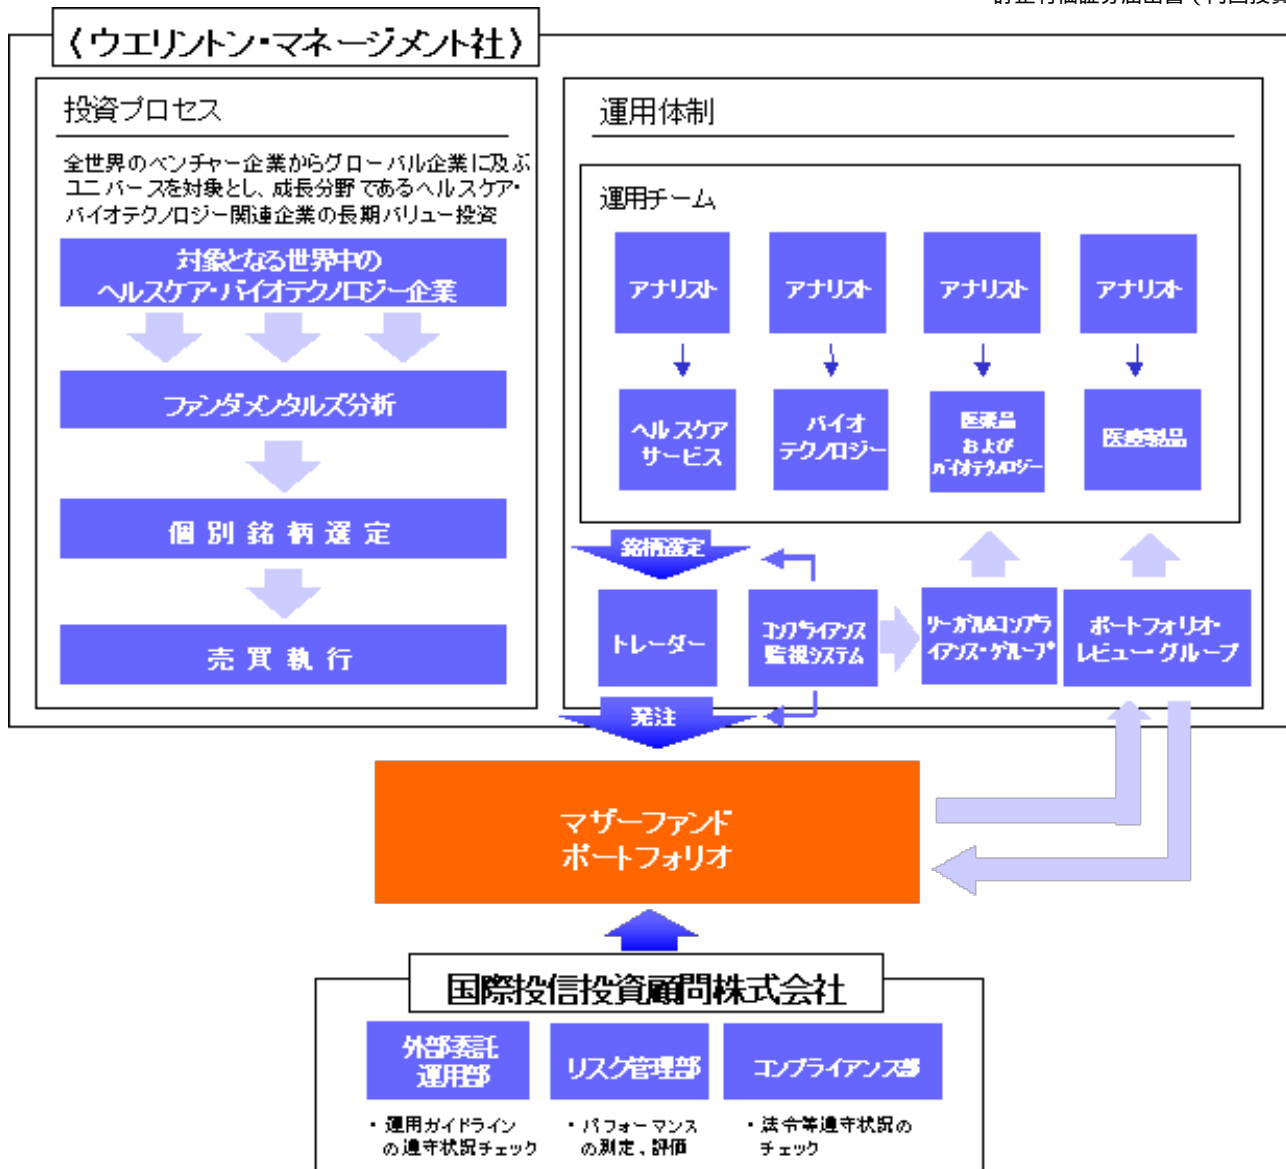 〈ウエリントン・マネージメント社〉
投資プロセス
全世界のベンチャー企業からグローバル企業に及ぶ
ユニバースを対象とし、成長分野であるヘルスケア・
バイオテクノロジー関連企業の長期バリュー投資
対象となる世界中の
ヘルスケア・バイオテクノロジー企業
ファンダメンタルズ分析
個別銘柄選定
売買執行
運用体制
運用チーム
アナリスト
アナリスト
アナリスト
アナリスト
ヘルスケア
サービス
バイオ
テクノロジー
医薬品
および
バイオテクノロジー
医療製品
銘柄選定
トレーダー
コンプライアンス
監視システム
リーガル&コンプラ
イアンス・グループ
ポートフォリオ・
レビュー・グループ
発注
マザーファンド
ポートフォリオ
国際投信投資顧問株式会社
外部委託
運用部
リスク管理部
コンプライアンス部
・運用ガイドライン
の遵守状況チェック
・パフォーマンス
の測定、評価
・法令等遵守状況の
チェック